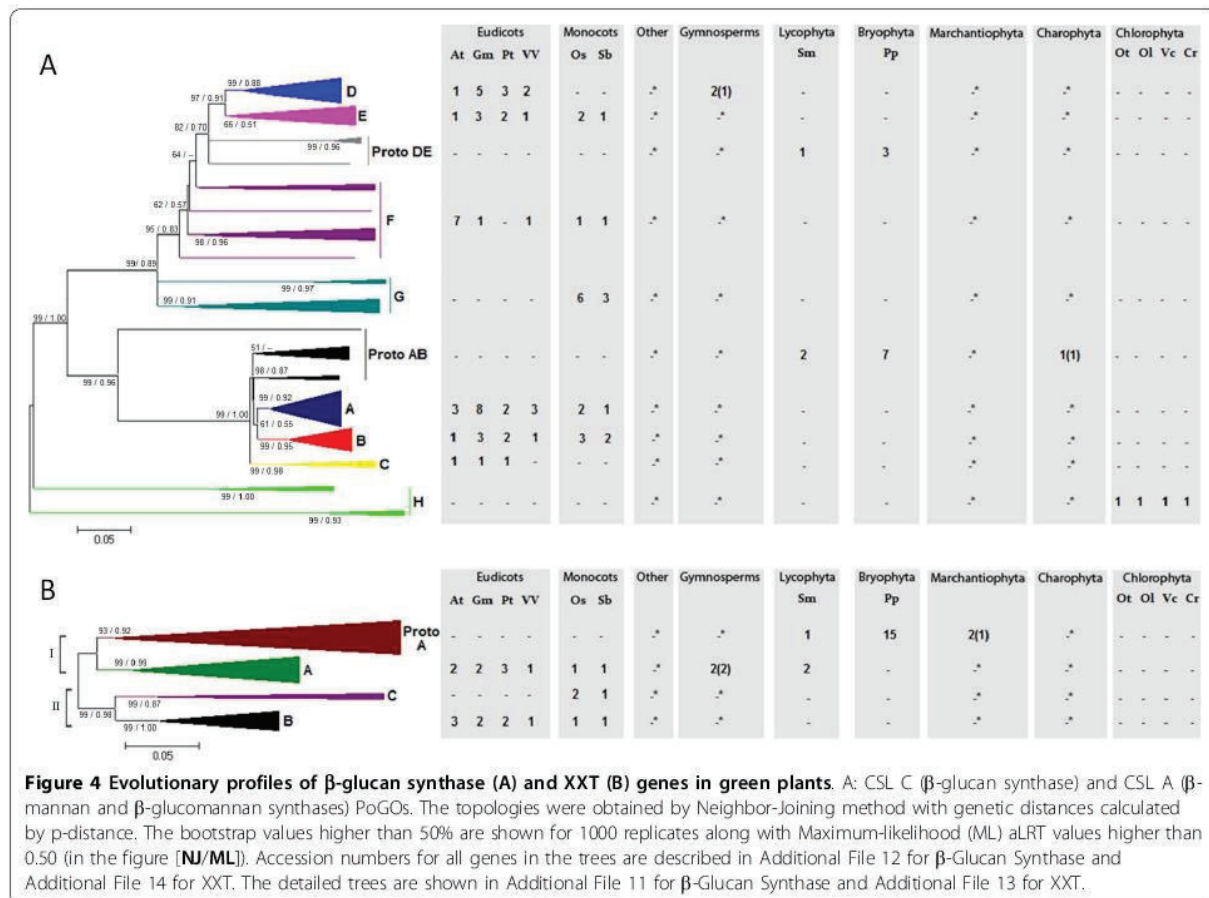 A
Eudicots Monocots Other Gymnosperms Lycophyta Bryophyta Marchantiophyta Charophyta Chlorophyta
At Gm Pt VV Os Sb Sm Pp Ot Ol Vc Cr
99 / 0.88
D 1 5 3 2 - - -* 2(1) - - -* -* - - - -
97 / 0.91
66 / 0.51
E 1 3 2 1 2 1 -* -* - - -* -* - - - -
82 / 0.70
99 / 0.96
Proto DE - - - - - - -* -* 1 3 -* -* - - - -
64 / --
62 / 0.57
F 7 1 - 1 1 1 -* -* - - -* -* - - - -
95 / 0.83
98 / 0.96
99 / 0.89
99 / 0.97
G - - - - 6 3 -* -* - - -* -* - - - -
99 / 0.91
99 / 1.00
51 / --
Proto AB - - - - - - -* -* 2 7 -* 1(1) - - - -
98 / 0.87
99 / 0.96
99 / 0.92
99 / 1.00
A 3 8 2 3 2 1 -* -* - - -* -* - - - -
61 / 0.55
B 1 3 2 1 3 2 -* -* - - -* -* - - - -
99 / 0.95
C 1 1 1 - - - -* -* - - -* -* - - - -
99 / 0.98
99 / 1.00
H - - - - - - -* -* - - -* -* 1 1 1 1
99 / 0.93
0.05
B
Eudicots Monocots Other Gymnosperms Lycophyta Bryophyta Marchantiophyta Charophyta Chlorophyta
At Gm Pt VV Os Sb Sm Pp Ot Ol Vc Cr
93 / 0.92
Proto A - - - - - - -* -* 1 15 2(1) -* - - - -
I
99 / 0.99
A 2 2 3 1 1 1 -* 2(2) 2 - -* -* - - - -
II
99 / 0.87
C - - - - 2 1 -* -* - - -* -* - - - -
99 / 0.98
99 / 1.00
B 3 2 2 1 1 1 -* -* - - -* -* - - - -
0.05
Figure 4 Evolutionary profiles of β-glucan synthase (A) and XXT (B) genes in green plants. A: CSL C (β-glucan synthase) and CSL A (β-
mannan and β-glucomannan synthases) PoGOs. The topologies were obtained by Neighbor-Joining method with genetic distances calculated
by p-distance. The bootstrap values higher than 50% are shown for 1000 replicates along with Maximum-likelihood (ML) aLRT values higher than
0.50 (in the figure [NJ/ML]). Accession numbers for all genes in the trees are described in Additional File 12 for β-Glucan Synthase and
Additional File 14 for XXT. The detailed trees are shown in Additional File 11 for β-Glucan Synthase and Additional File 13 for XXT.